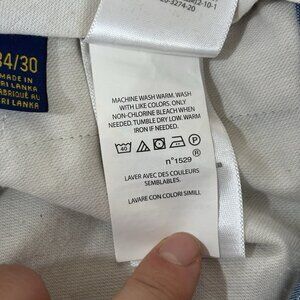 34/30
MADE IN
SRI LANKA
FABRIQUÉ AU
SRI LANKA
MACHINE WASH WARM. WASH
WITH LIKE COLORS. ONLY
NON-CHLORINE BLEACH WHEN
NEEDED. TUMBLE DRY LOW. WARM
IRON IF NEEDED.
40
P
n°1529
R
LAVER AVEC DES COULEURS
SEMBLABLES.
LAVARE CON COLORI SIMILI